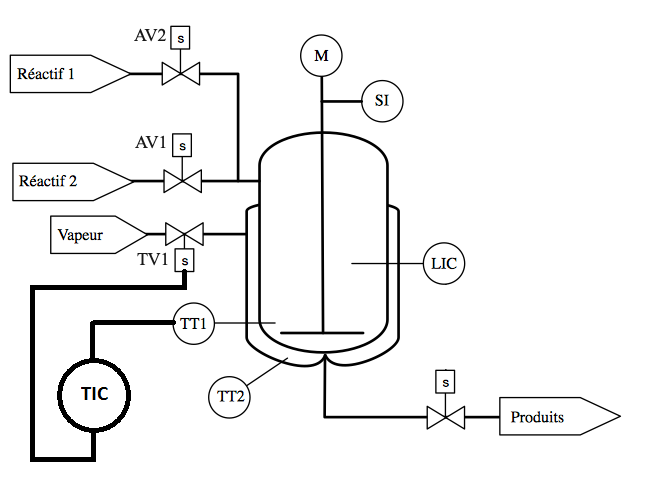 AV2
s
M
Réactif 1
SI
AV1
s
Réactif 2
Vapeur
TV1
s
LIC
TT1
TIC
TT2
s
Produits